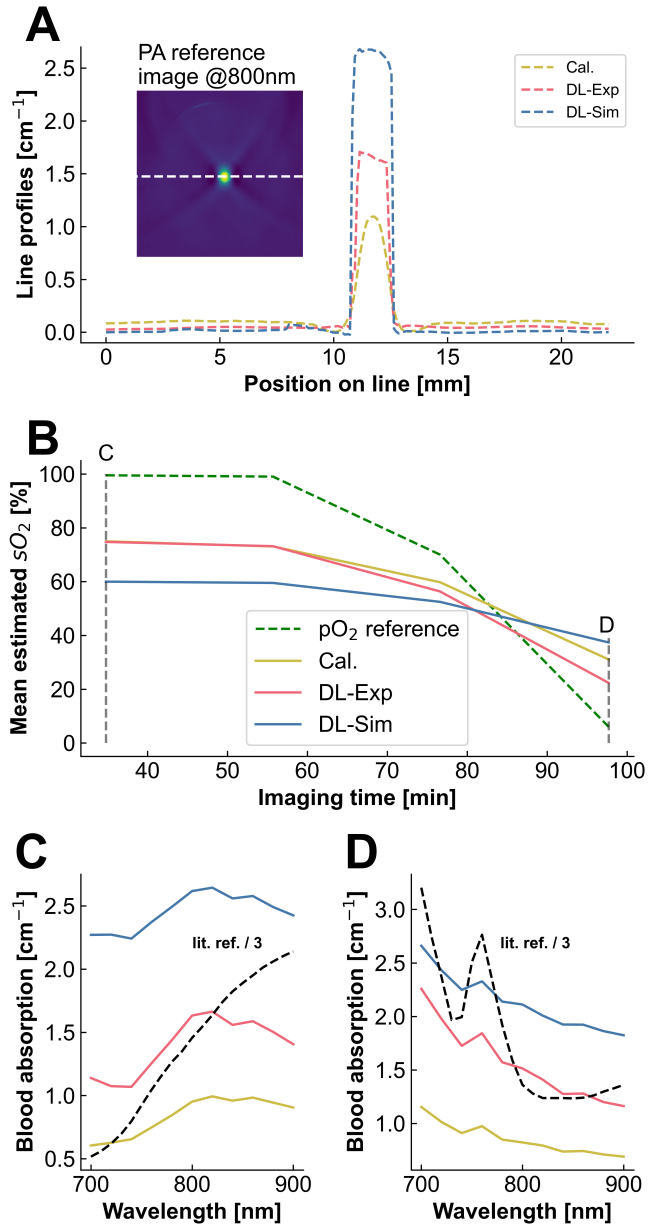 A
PA reference
image @800nm
Cal.
DL-Exp
DL-Sim
Line profiles [cm⁻¹]
2.5
2.0
1.5
1.0
0.5
0.0
0 5 10 15 20
Position on line [mm]
B
C
D
Mean estimated sO₂ [%]
100
80
60
40
20
0
pO₂ reference
Cal.
DL-Exp
DL-Sim
40 50 60 70 80 90 100
Imaging time [min]
C
Blood absorption [cm⁻¹]
2.5
2.0
1.5
1.0
0.5
lit. ref. / 3
700 800 900
Wavelength [nm]
D
Blood absorption [cm⁻¹]
3.0
2.5
2.0
1.5
1.0
lit. ref. / 3
700 800 900
Wavelength [nm]